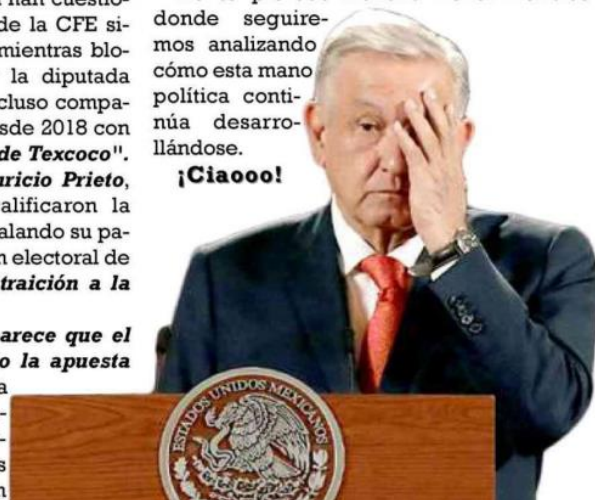 han cuestio-
de la CFE si-
mientras blo-
la diputada
cluso compa-
sde 2018 con
de Texcoco".
uricio Prieto,
alificaron la
alando su pa-
n electoral de
traición a la
arece que el
o la apuesta
a
-
-
s
n
donde seguire-
mos analizando
cómo esta mano
política conti-
núa desarro-
llándose.
¡Ciaooo!
ESTADOS UNIDOS MEXICANOS